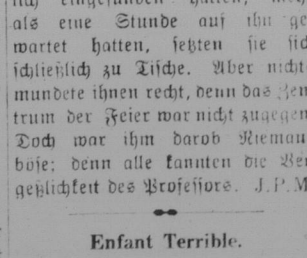 als eine Stunde auf ihn ge
wartet hatten, setzten sie sic
schließlich zu Tische. Aber nicht
mundete ihnen recht, denn das Zen
trum der Feier war nicht zugegen
Doch war ihm darob Nieman
böse; denn alle kannten die Ver
geßlichkeit des Professors. J.P.M
Enfant Terrible.